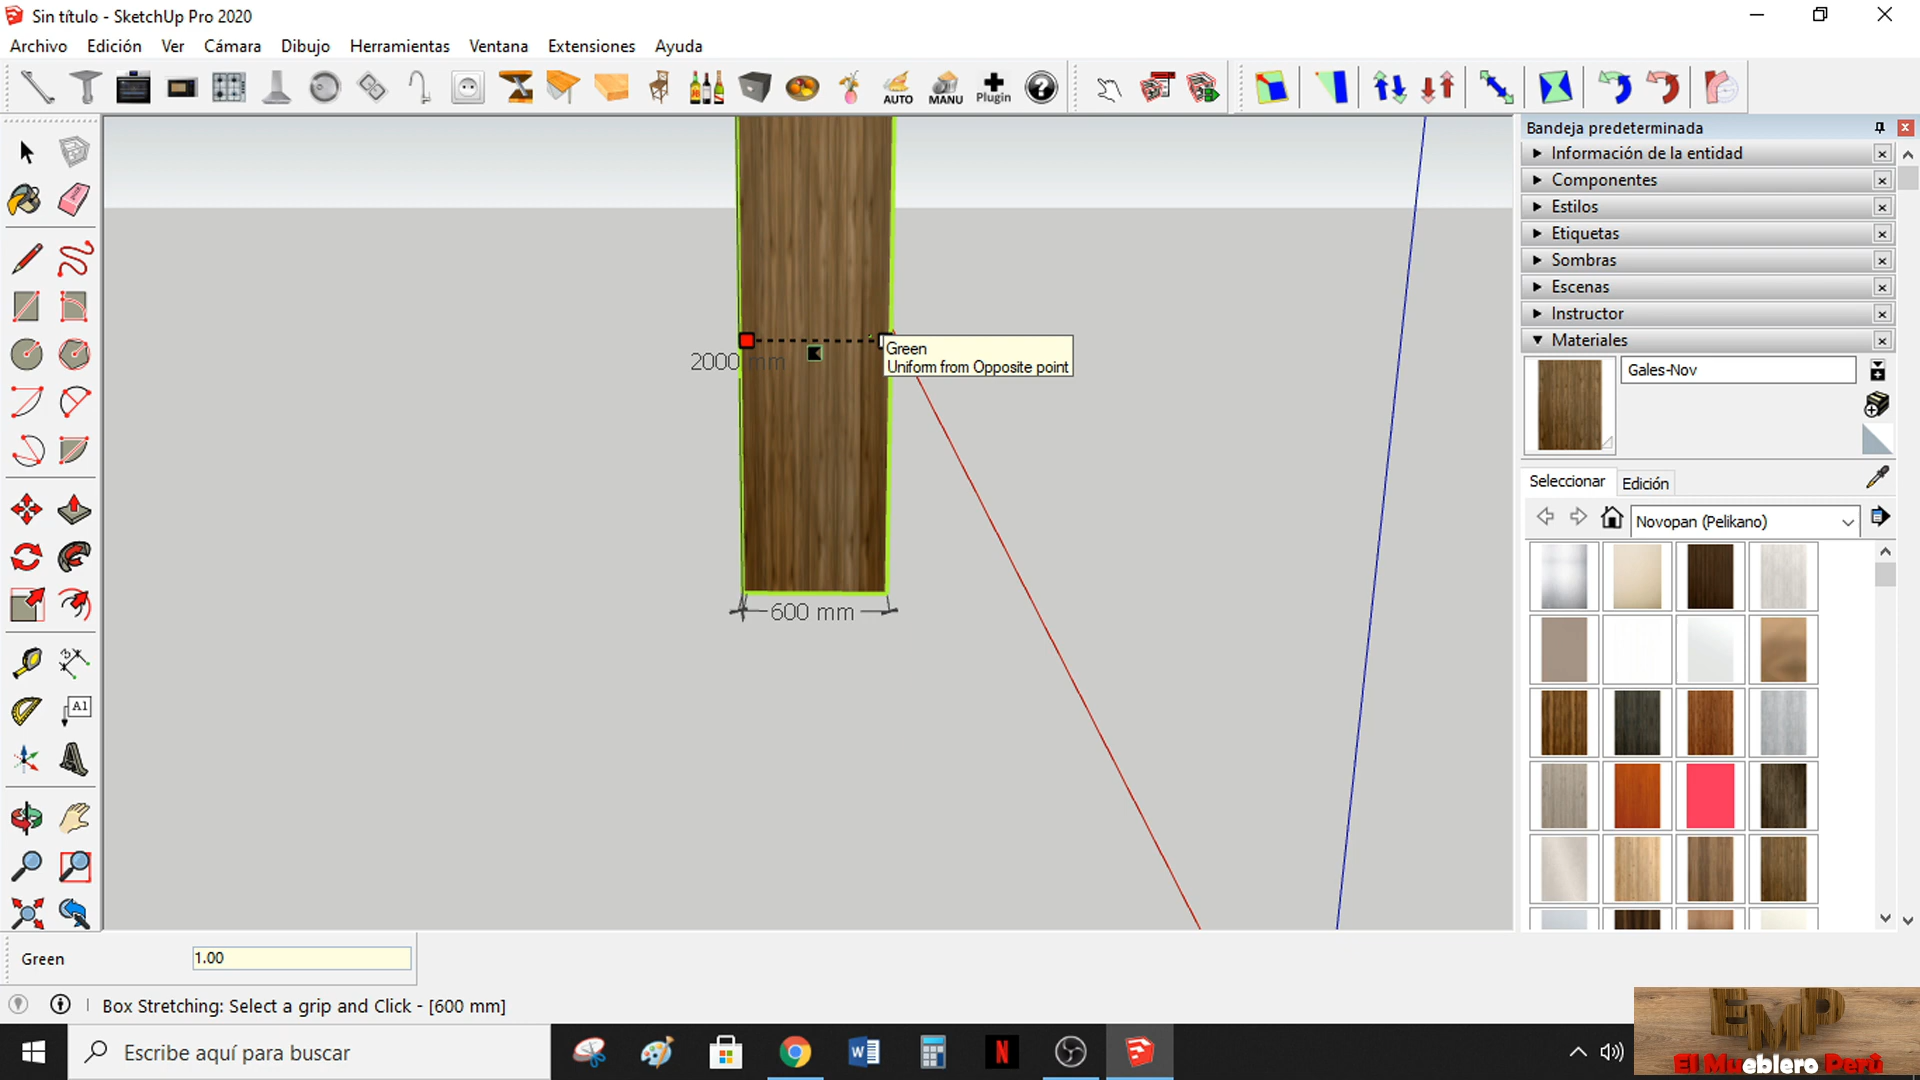 Sin título - SketchUp Pro 2020
Archivo Edición Ver Cámara Dibujo Herramientas Ventana Extensiones Ayuda
AUTO MANU Plugin ?
Bandeja predeterminada
Información de la entidad
Componentes
Estilos
Etiquetas
Sombras
Escenas
Instructor
Materiales
Gales-Nov
Seleccionar Edición
Novopan (Pelikano)
A1
Green
Uniform from Opposite point
2000 mm
600 mm
Green 1.00
Box Stretching: Select a grip and Click - [600 mm]
Escribe aquí para buscar
W
N
EMP
El Mueblero Perú